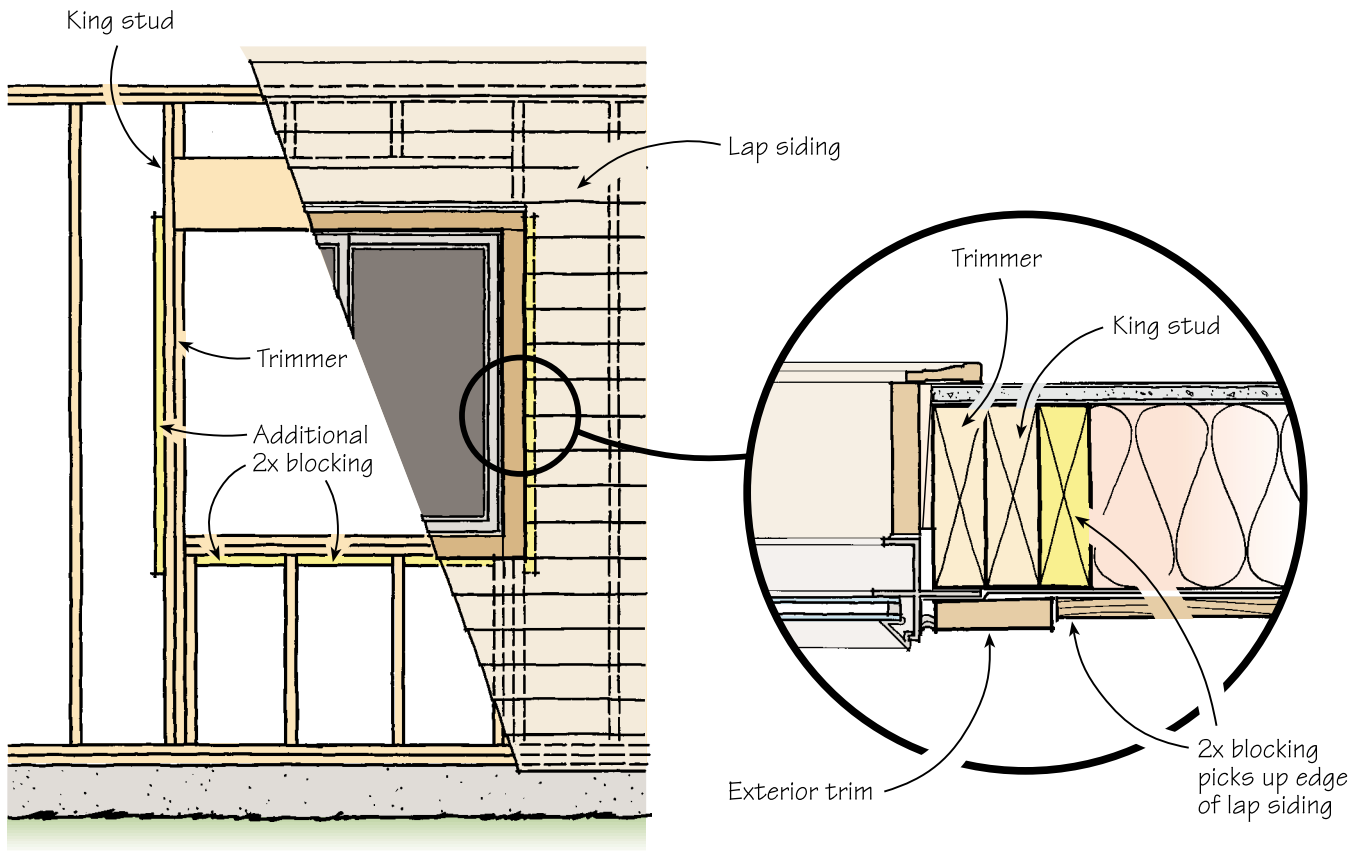 King stud
Lap siding
Trimmer
Additional
2x blocking
Trimmer
King stud
Exterior trim
2x blocking
picks up edge
of lap siding